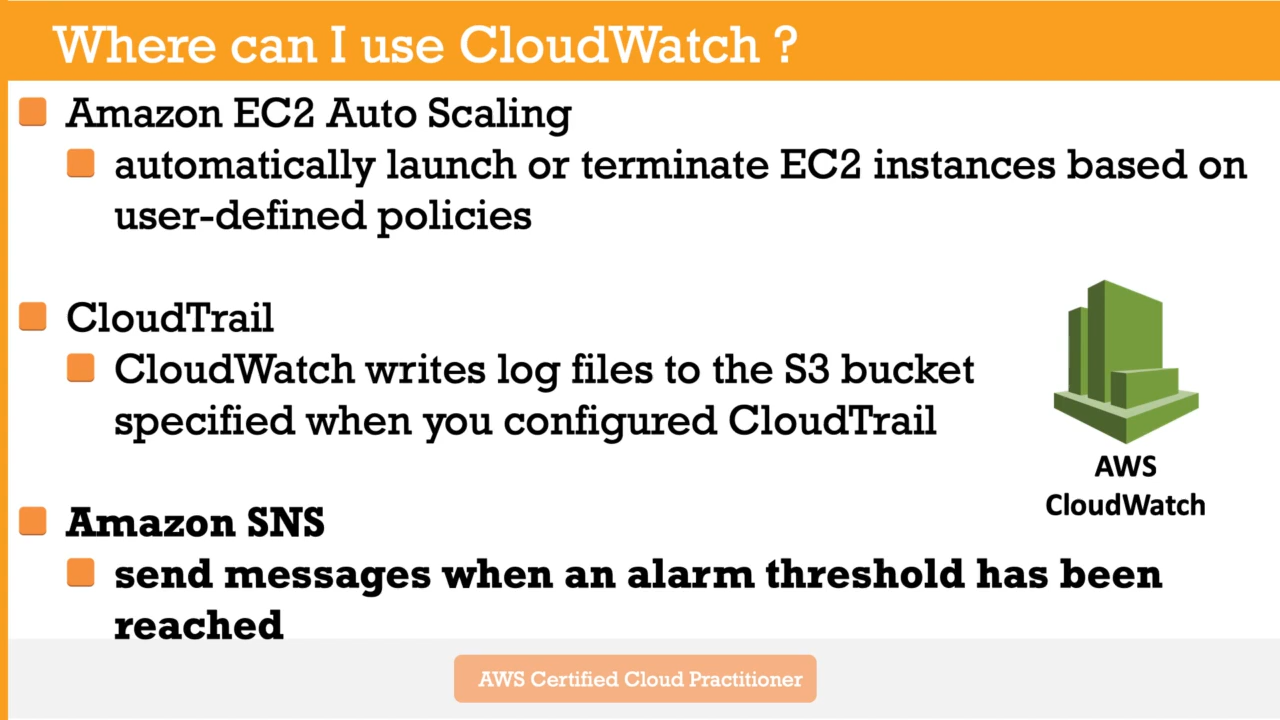 Where can I use CloudWatch ?
Amazon EC2 Auto Scaling
automatically launch or terminate EC2 instances based on
user-defined policies
CloudTrail
CloudWatch writes log files to the S3 bucket
specified when you configured CloudTrail
AWS
CloudWatch
Amazon SNS
send messages when an alarm threshold has been
reached
AWS Certified Cloud Practitioner